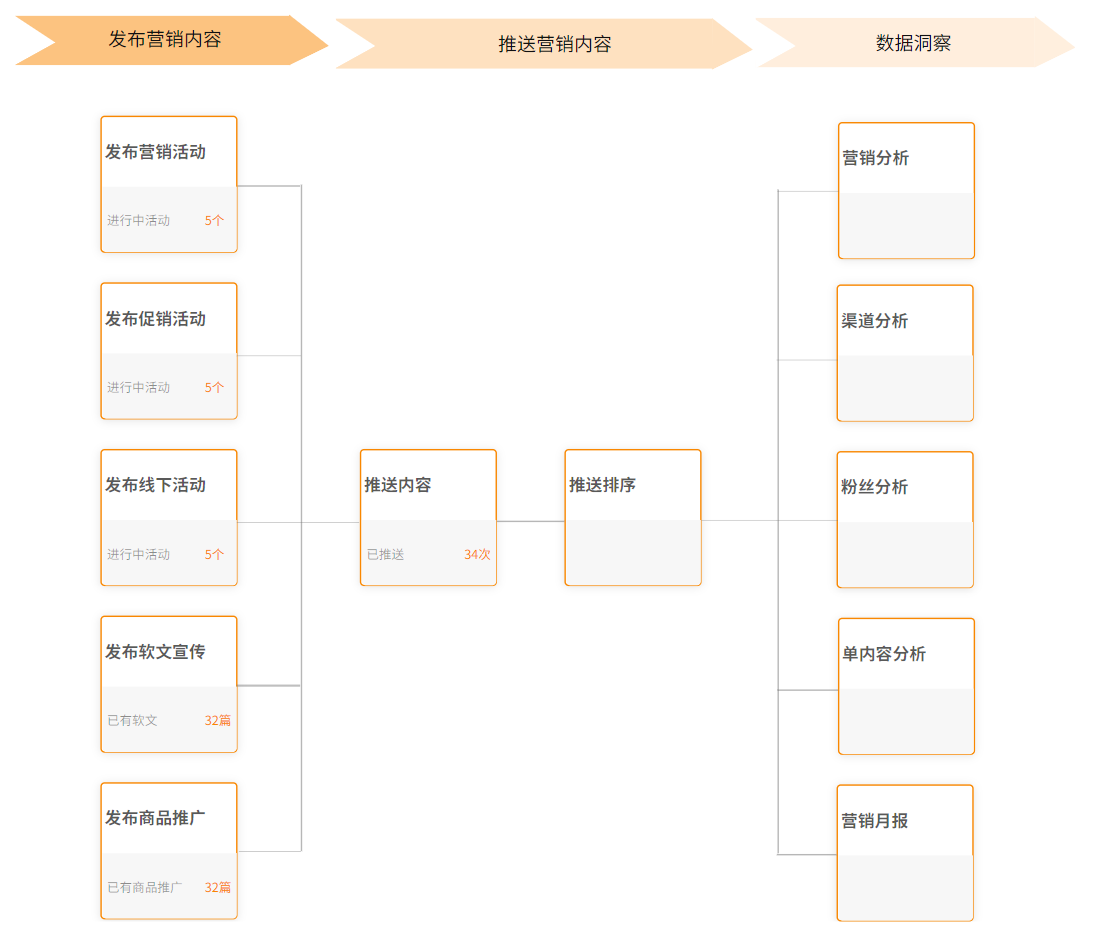 发布营销内容
推送营销内容
数据洞察
发布营销活动
进行中活动 5个
发布促销活动
进行中活动 5个
发布线下活动
进行中活动 5个
发布软文宣传
已有软文 32篇
发布商品推广
已有商品推广 32篇
推送内容
已推送 34次
推送排序
营销分析
渠道分析
粉丝分析
单内容分析
营销月报